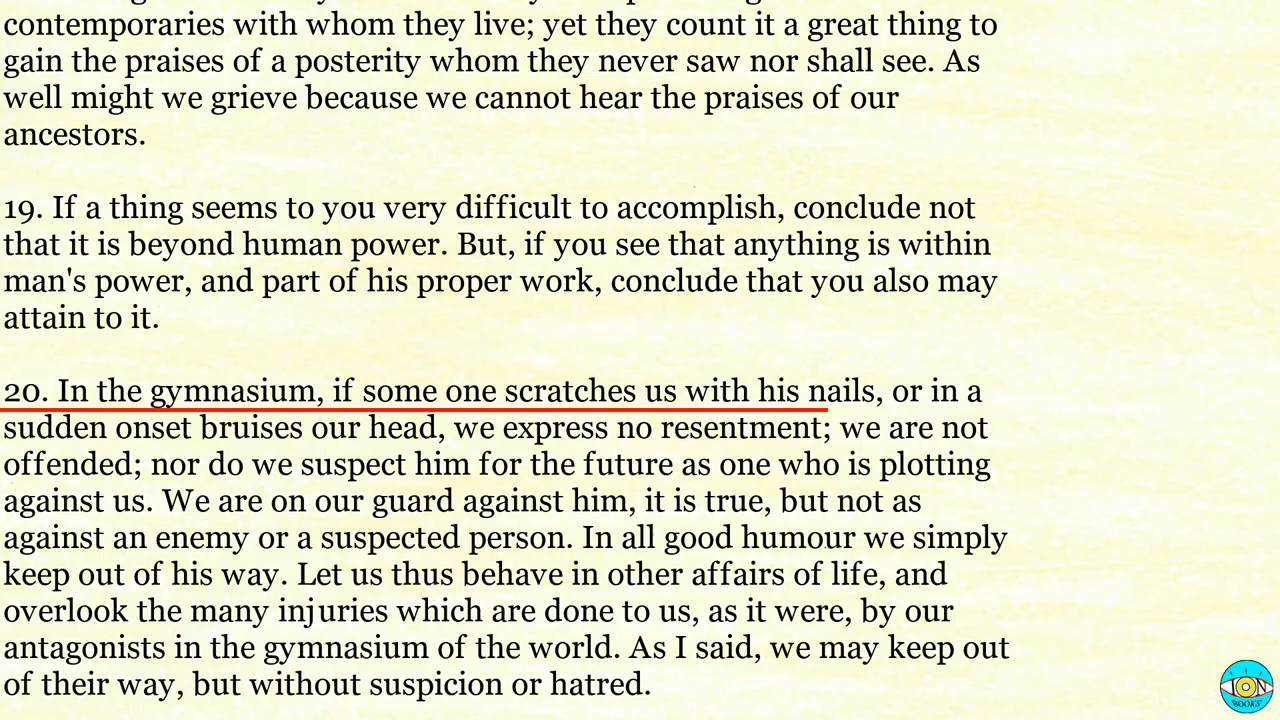 contemporaries with whom they live; yet they count it a great thing to
gain the praises of a posterity whom they never saw nor shall see. As
well might we grieve because we cannot hear the praises of our
ancestors.
19. If a thing seems to you very difficult to accomplish, conclude not
that it is beyond human power. But, if you see that anything is within
man's power, and part of his proper work, conclude that you also may
attain to it.
20. In the gymnasium, if some one scratches us with his nails, or in a
sudden onset bruises our head, we express no resentment; we are not
offended; nor do we suspect him for the future as one who is plotting
against us. We are on our guard against him, it is true, but not as
against an enemy or a suspected person. In all good humour we simply
keep out of his way. Let us thus behave in other affairs of life, and
overlook the many injuries which are done to us, as it were, by our
antagonists in the gymnasium of the world. As I said, we may keep out
of their way, but without suspicion or hatred.
ION
BOOKS